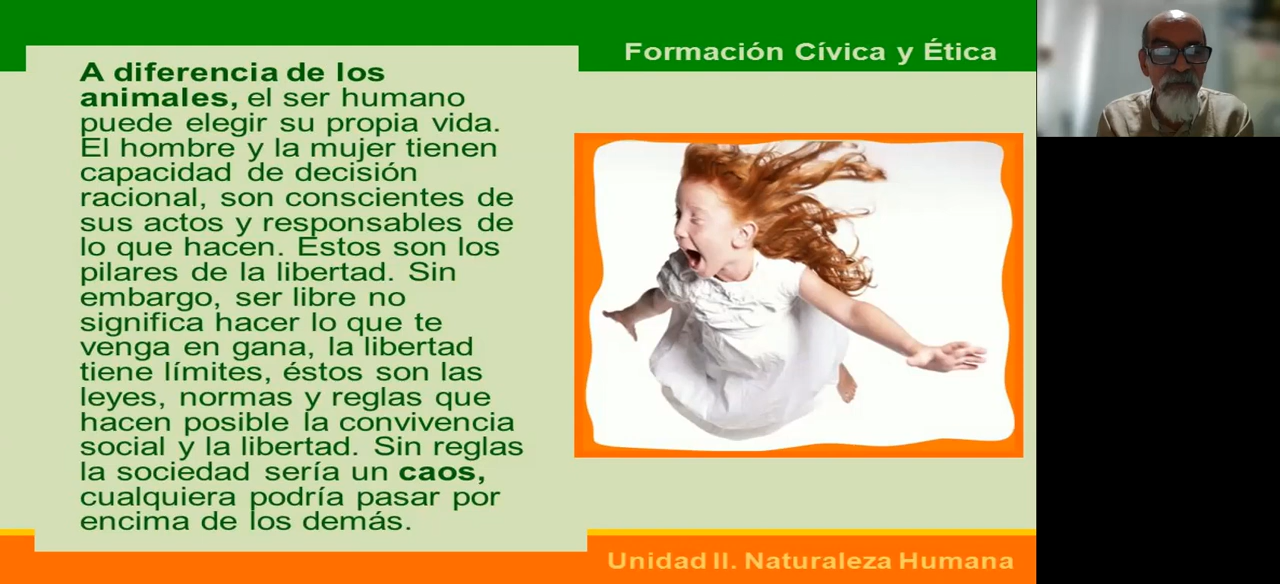 Formación Cívica y Ética
A diferencia de los
animales, el ser humano
puede elegir su propia vida.
El hombre y la mujer tienen
capacidad de decisión
racional, son conscientes de
sus actos y responsables de
lo que hacen. Estos son los
pilares de la libertad. Sin
embargo, ser libre no
significa hacer lo que te
venga en gana, la libertad
tiene límites, éstos son las
leyes, normas y reglas que
hacen posible la convivencia
social y la libertad. Sin reglas
la sociedad sería un caos,
cualquiera podría pasar por
encima de los demás.
Unidad II. Naturaleza Humana